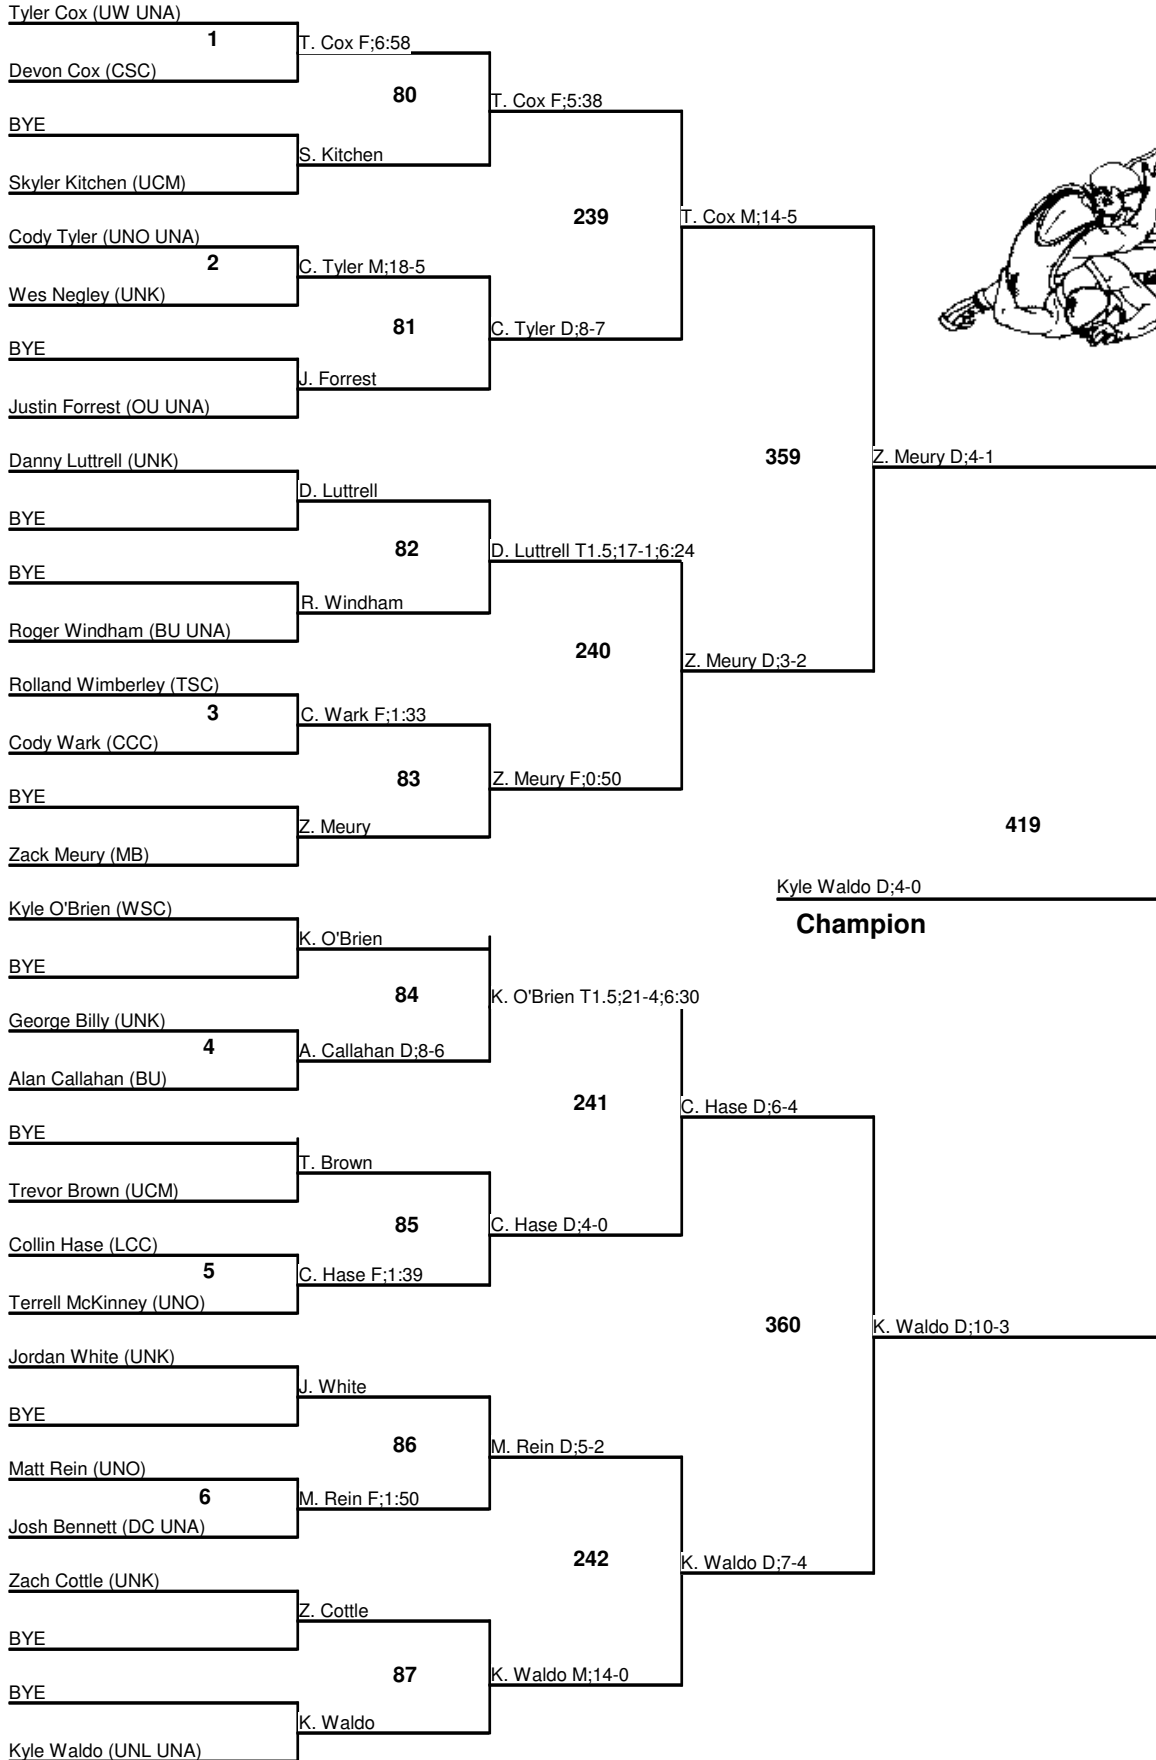 Tyler Cox (UW UNA)
1
T. Cox F;6:58
Devon Cox (CSC)
80
T. Cox F;5:38
BYE
S. Kitchen
Skyler Kitchen (UCM)
239
T. Cox M;14-5
Cody Tyler (UNO UNA)
2
C. Tyler M;18-5
Wes Negley (UNK)
81
C. Tyler D;8-7
BYE
J. Forrest
Justin Forrest (OU UNA)
359
Z. Meury D;4-1
Danny Luttrell (UNK)
D. Luttrell
BYE
82
D. Luttrell T1.5;17-1;6:24
BYE
R. Windham
Roger Windham (BU UNA)
240
Z. Meury D;3-2
Rolland Wimberley (TSC)
3
C. Wark F;1:33
Cody Wark (CCC)
83
Z. Meury F;0:50
BYE
Z. Meury
Zack Meury (MB)
419
Kyle Waldo D;4-0
Champion
Kyle O'Brien (WSC)
K. O'Brien
BYE
84
K. O'Brien T1.5;21-4;6:30
George Billy (UNK)
4
A. Callahan D;8-6
Alan Callahan (BU)
241
C. Hase D;6-4
BYE
T. Brown
Trevor Brown (UCM)
85
C. Hase D;4-0
Collin Hase (LCC)
5
C. Hase F;1:39
Terrell McKinney (UNO)
360
K. Waldo D;10-3
Jordan White (UNK)
J. White
BYE
86
M. Rein D;5-2
Matt Rein (UNO)
6
M. Rein F;1:50
Josh Bennett (DC UNA)
242
K. Waldo D;7-4
Zach Cottle (UNK)
Z. Cottle
BYE
87
K. Waldo M;14-0
BYE
K. Waldo
Kyle Waldo (UNL UNA)